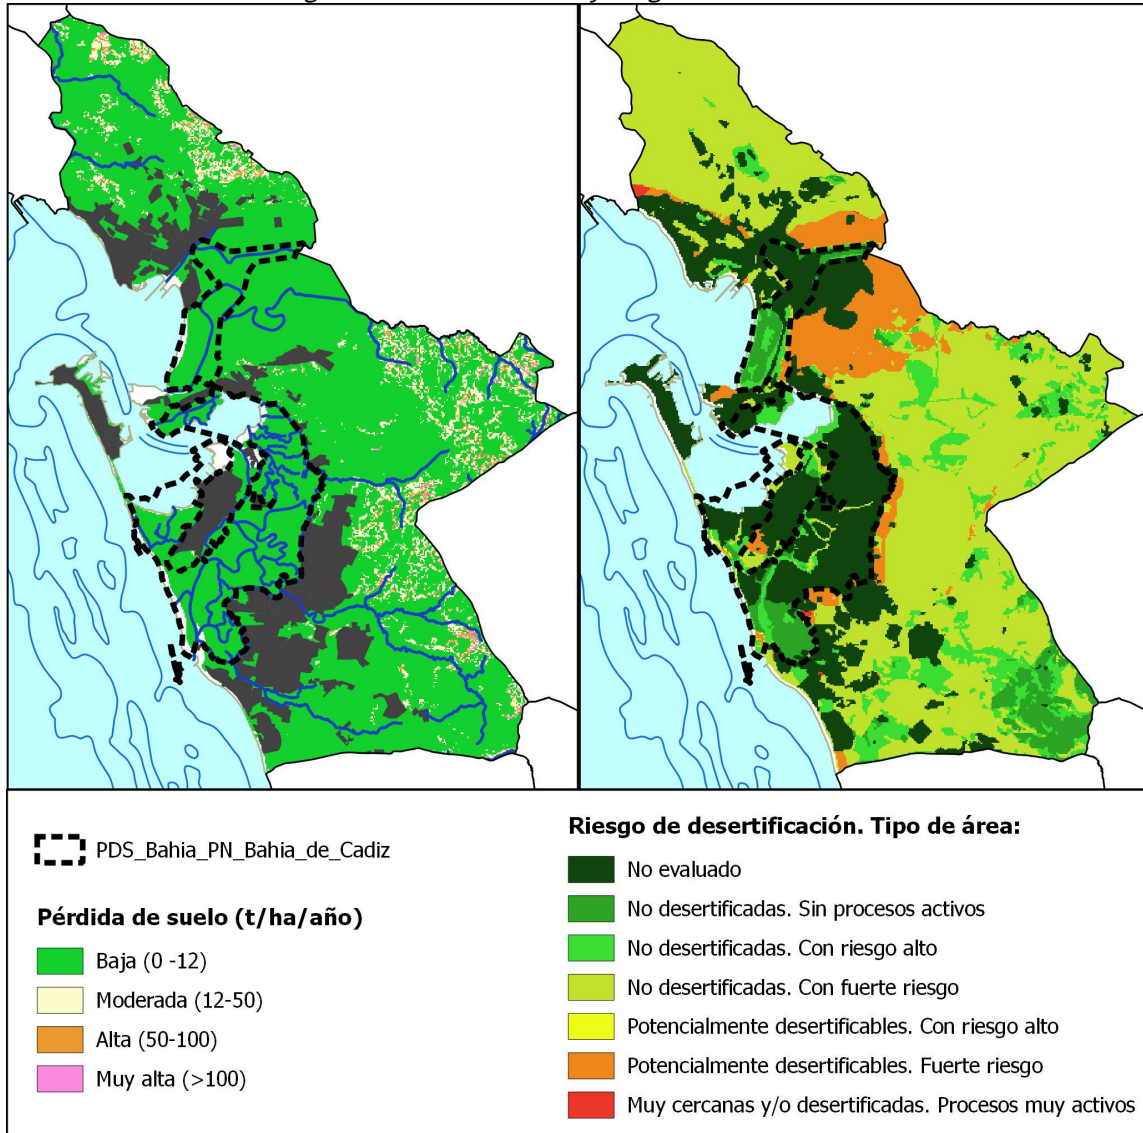 PDS_Bahia_PN_Bahia_de_Cadiz
Pérdida de suelo (t/ha/año)
Baja (0 -12)
Moderada (12-50)
Alta (50-100)
Muy alta (>100)
Riesgo de desertificación. Tipo de área:
No evaluado
No desertificadas. Sin procesos activos
No desertificadas. Con riesgo alto
No desertificadas. Con fuerte riesgo
Potencialmente desertificables. Con riesgo alto
Potencialmente desertificables. Fuerte riesgo
Muy cercanas y/o desertificadas. Procesos muy activos